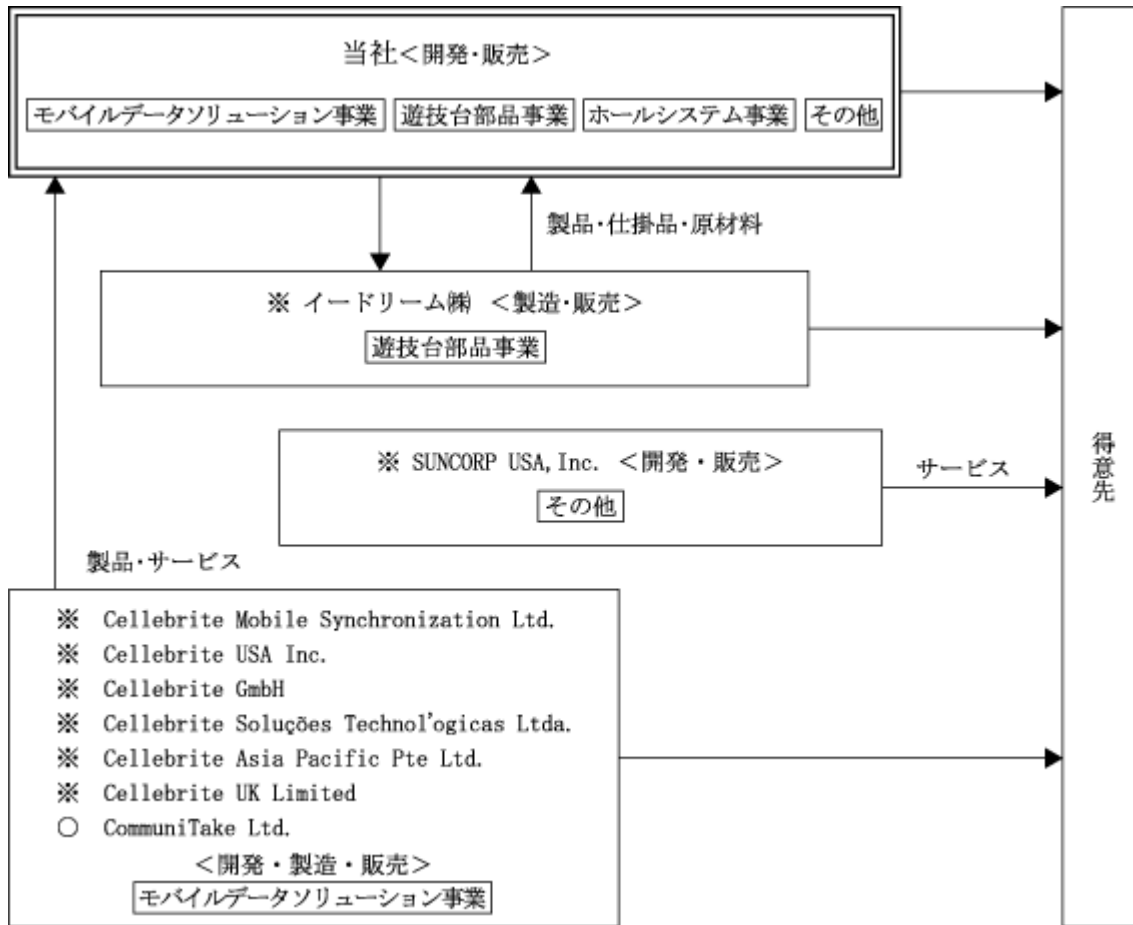 当社＜開発・販売＞
モバイルデータソリューション事業 遊技台部品事業 ホールシステム事業 その他
製品・仕掛品・原材料
※ イードリーム㈱ ＜製造・販売＞
遊技台部品事業
※ SUNCORP USA, Inc. ＜開発・販売＞
その他
サービス
得意先
製品・サービス
※ Cellebrite Mobile Synchronization Ltd.
※ Cellebrite USA Inc.
※ Cellebrite GmbH
※ Cellebrite Soluções Technol'ogicas Ltda.
※ Cellebrite Asia Pacific Pte Ltd.
※ Cellebrite UK Limited
○ CommuniTake Ltd.
＜開発・製造・販売＞
モバイルデータソリューション事業